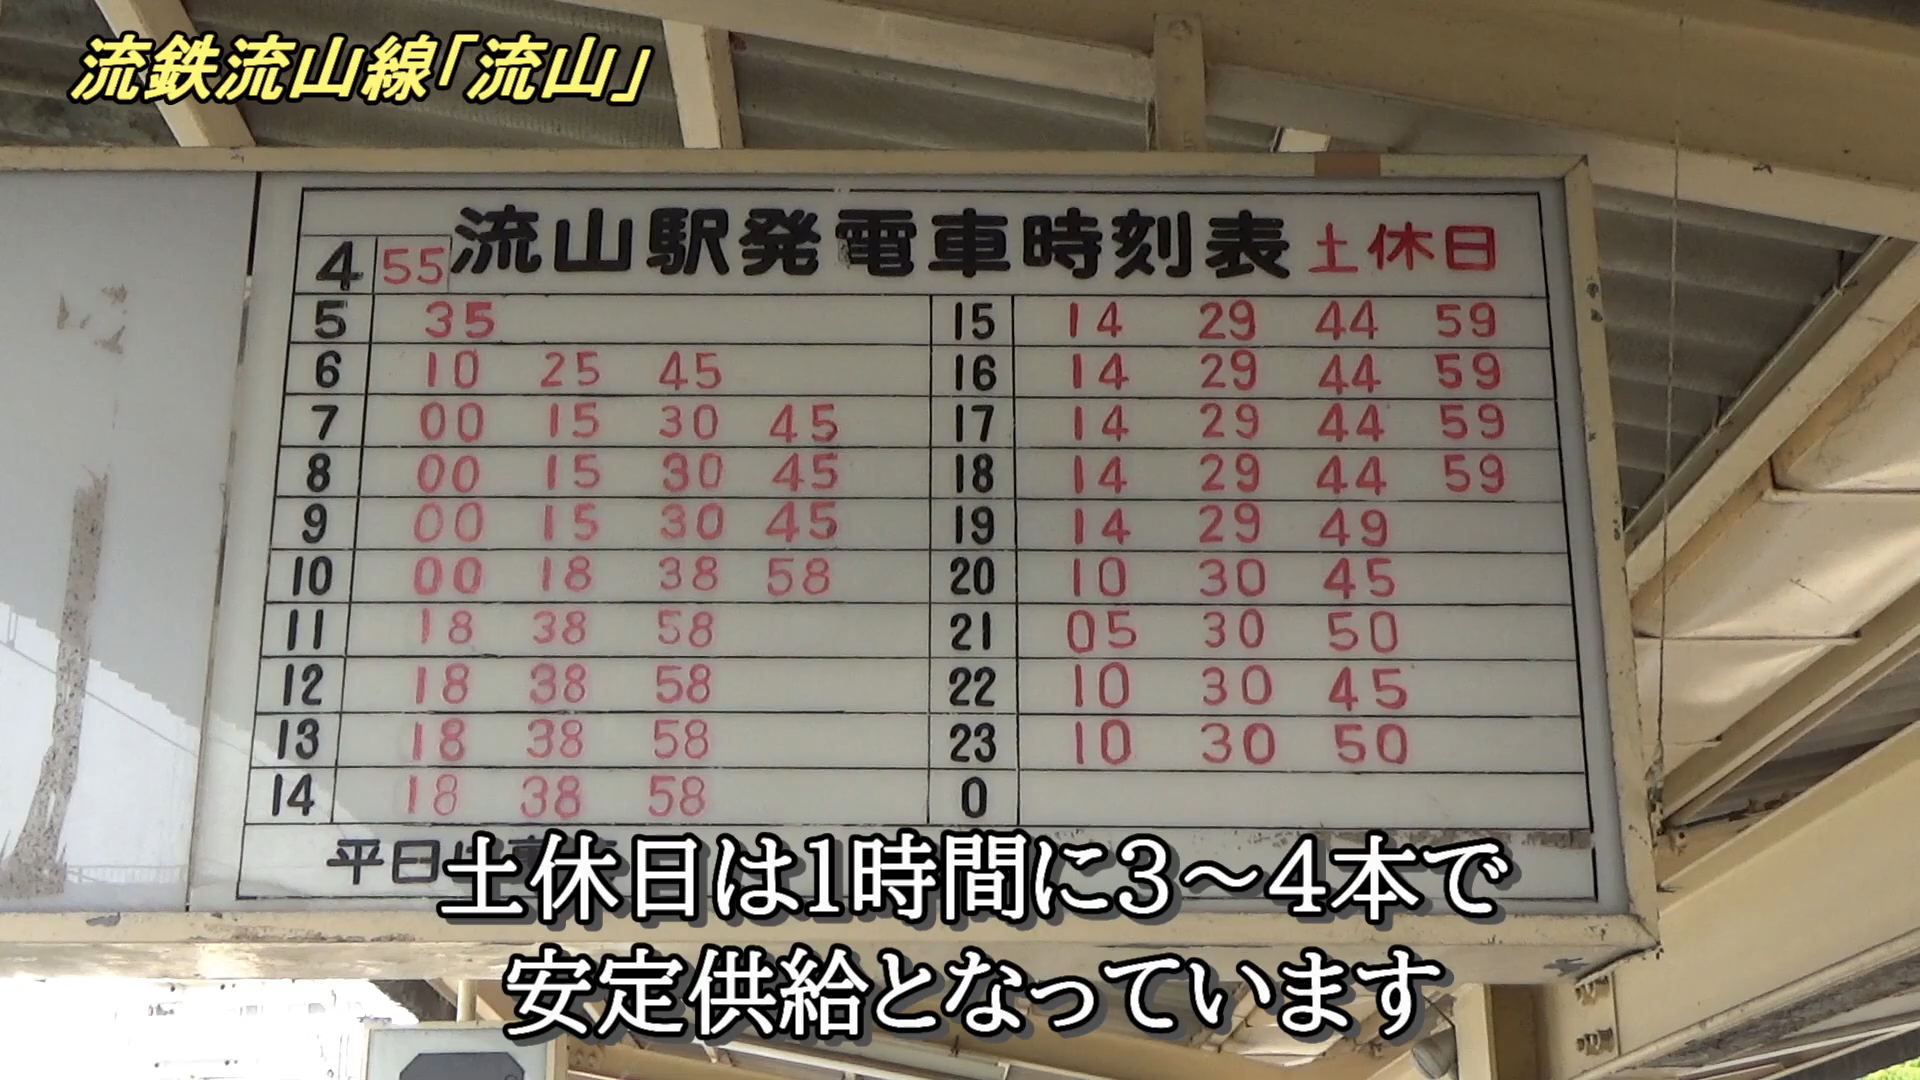 流鉄流山線「流山」
流山駅発電車時刻表 土休日
4 55
5 35
6 10 25 45
7 00 15 30 45
8 00 15 30 45
9 00 15 30 45
10 00 18 38 58
11 18 38 58
12 18 38 58
13 18 38 58
14 18 38 58
15 14 29 44 59
16 14 29 44 59
17 14 29 44 59
18 14 29 44 59
19 14 29 49
20 10 30 45
21 05 30 50
22 10 30 45
23 10 30 50
0
平日は
土休日は1時間に3～4本で
安定供給となっています